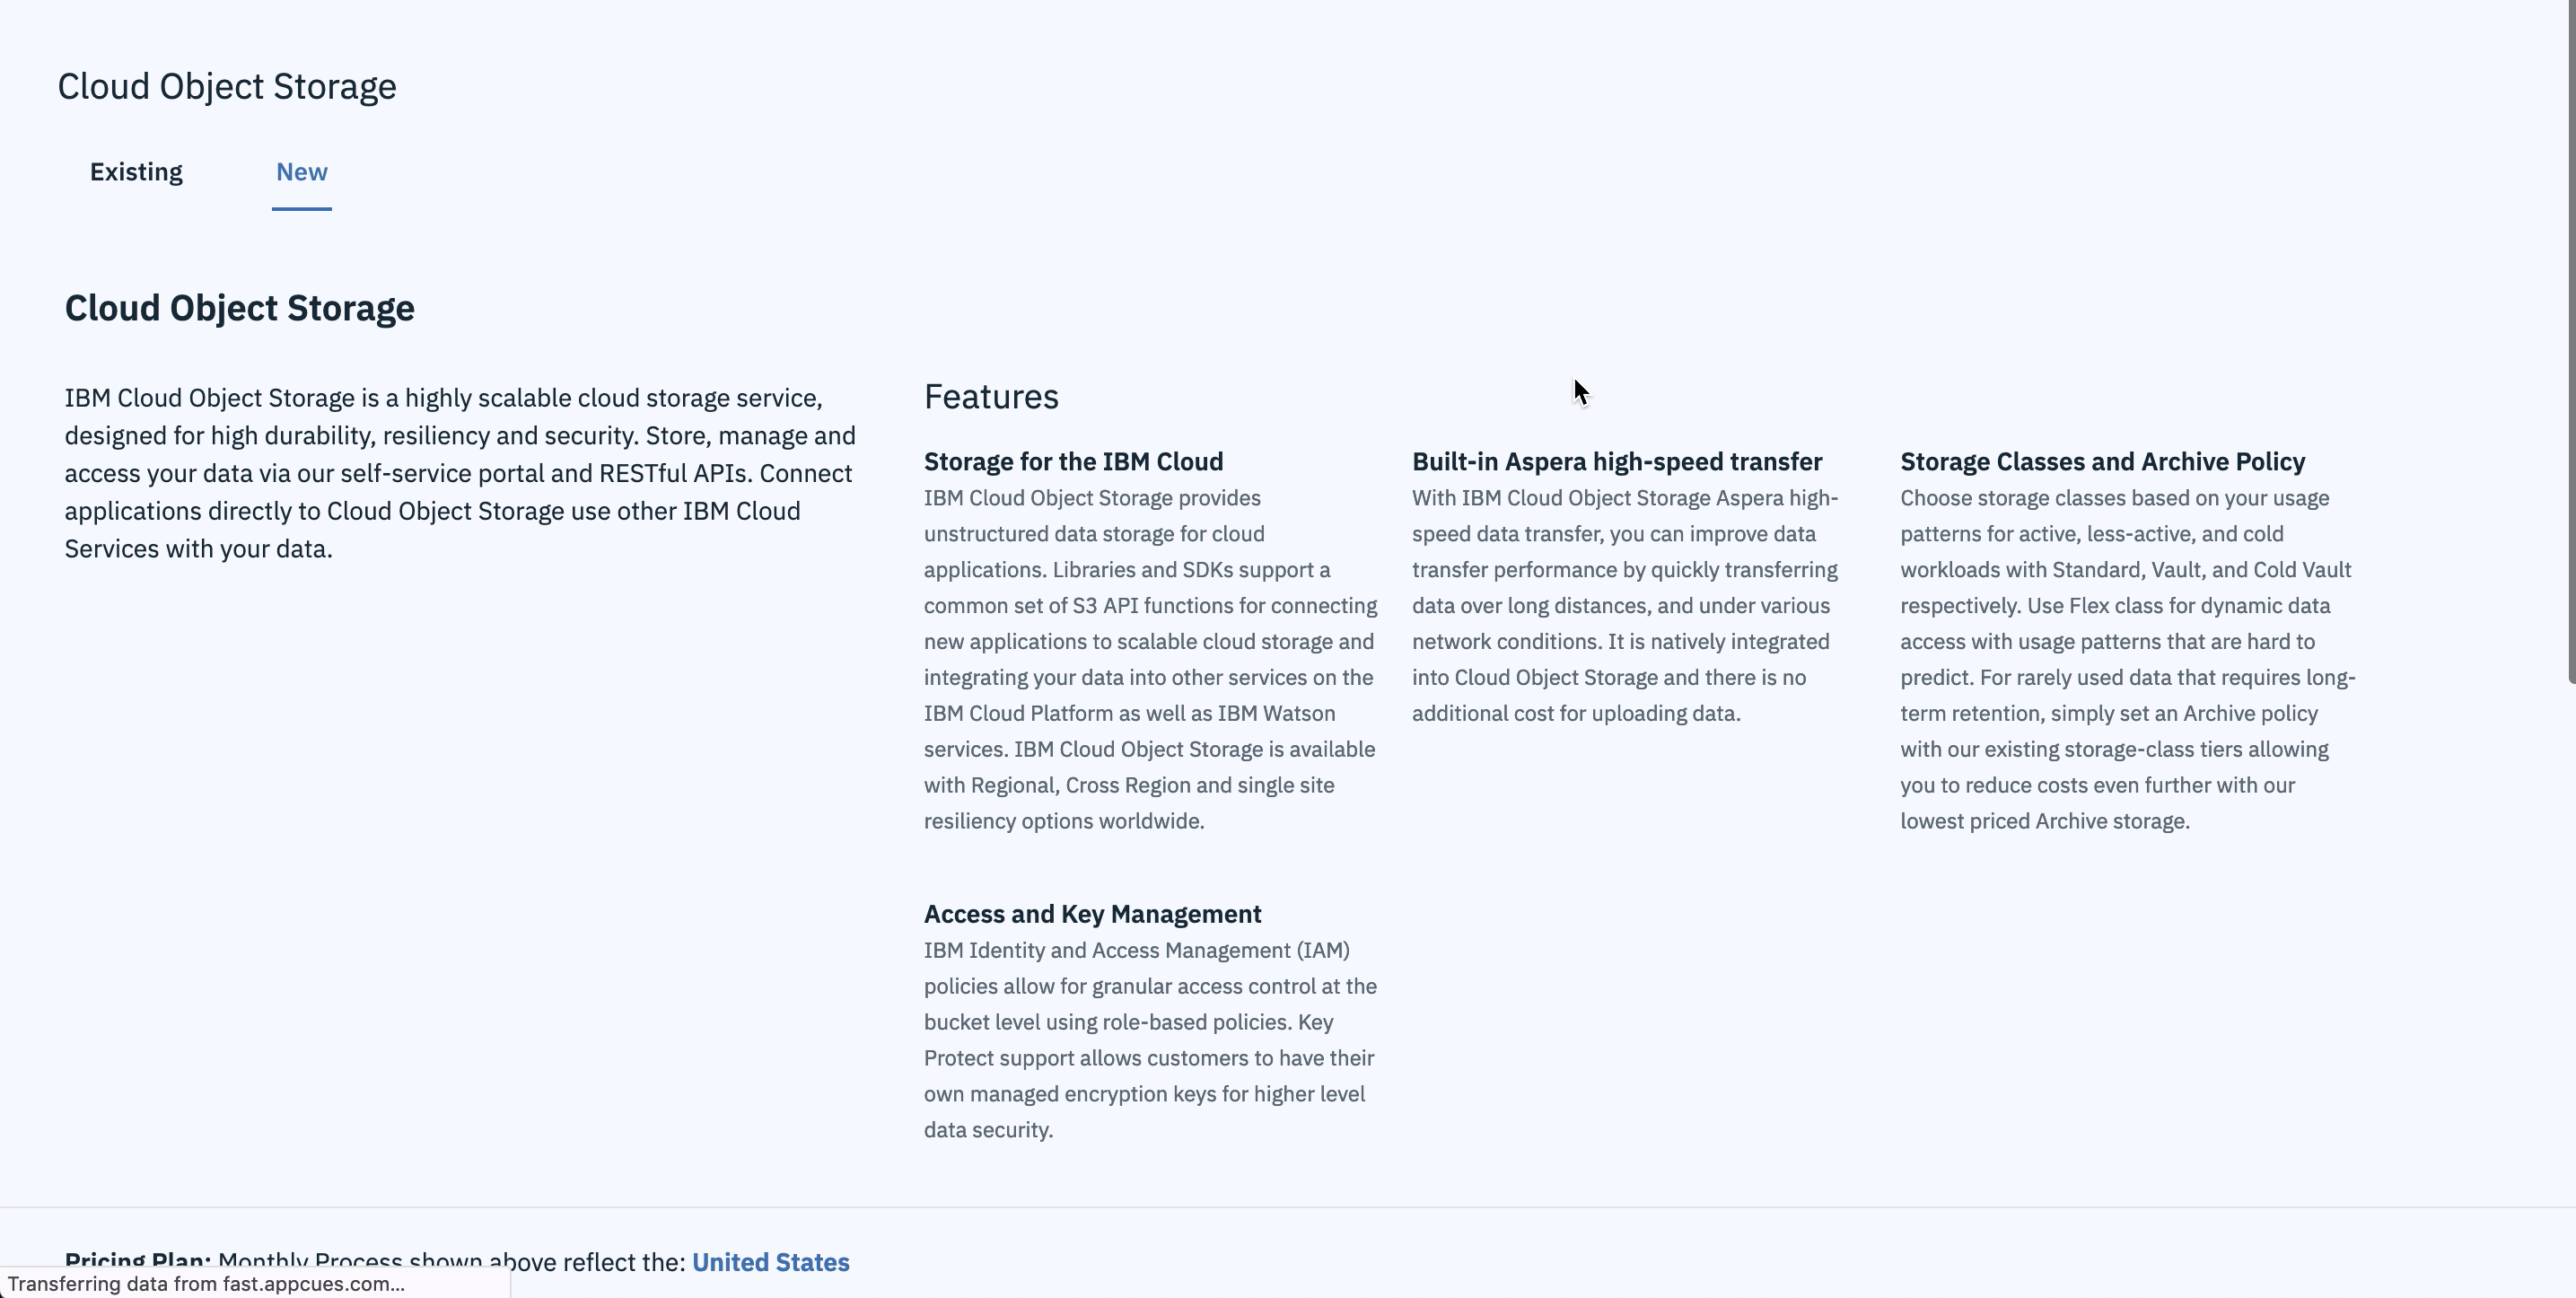 Cloud Object Storage
Existing
New
Cloud Object Storage
IBM Cloud Object Storage is a highly scalable cloud storage service,
designed for high durability, resiliency and security. Store, manage and
access your data via our self-service portal and RESTful APIs. Connect
applications directly to Cloud Object Storage use other IBM Cloud
Services with your data.
Features
Storage for the IBM Cloud
IBM Cloud Object Storage provides
unstructured data storage for cloud
applications. Libraries and SDKs support a
common set of S3 API functions for connecting
new applications to scalable cloud storage and
integrating your data into other services on the
IBM Cloud Platform as well as IBM Watson
services. IBM Cloud Object Storage is available
with Regional, Cross Region and single site
resiliency options worldwide.
Built-in Aspera high-speed transfer
With IBM Cloud Object Storage Aspera high-
speed data transfer, you can improve data
transfer performance by quickly transferring
data over long distances, and under various
network conditions. It is natively integrated
into Cloud Object Storage and there is no
additional cost for uploading data.
Storage Classes and Archive Policy
Choose storage classes based on your usage
patterns for active, less-active, and cold
workloads with Standard, Vault, and Cold Vault
respectively. Use Flex class for dynamic data
access with usage patterns that are hard to
predict. For rarely used data that requires long-
term retention, simply set an Archive policy
with our existing storage-class tiers allowing
you to reduce costs even further with our
lowest priced Archive storage.
Access and Key Management
IBM Identity and Access Management (IAM)
policies allow for granular access control at the
bucket level using role-based policies. Key
Protect support allows customers to have their
own managed encryption keys for higher level
data security.
Pricing Plan: Monthly Process shown above reflect the: United States
Transferring data from fast.appcues.com...